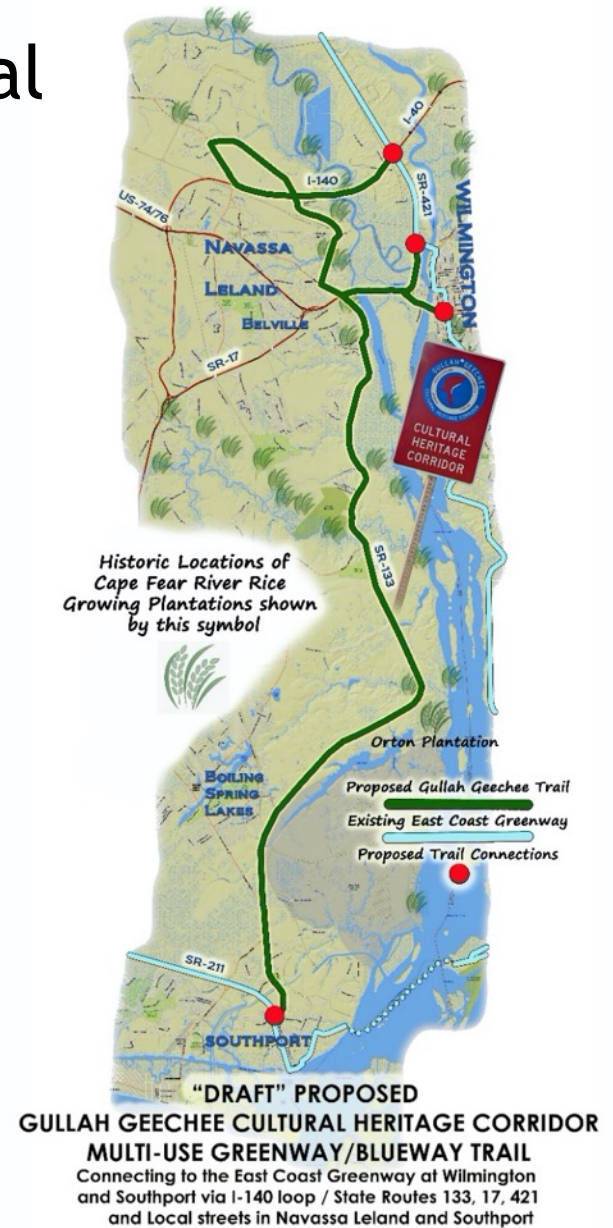 al
I-40
I-140
SR-421
US-74/76
WILMINGTON
NAVASSA
LELAND
BELVILLE
SR-17
GULLAH GEECHEE
CULTURAL
HERITAGE
CORRIDOR
SR-133
Historic Locations of
Cape Fear River Rice
Growing Plantations shown
by this symbol
Orton Plantation
BOILING
SPRING
LAKES
Proposed Gullah Geechee Trail
Existing East Coast Greenway
Proposed Trail Connections
SR-211
SOUTHPORT
“DRAFT” PROPOSED
GULLAH GEECHEE CULTURAL HERITAGE CORRIDOR
MULTI-USE GREENWAY/BLUEWAY TRAIL
Connecting to the East Coast Greenway at Wilmington
and Southport via I-140 loop / State Routes 133, 17, 421
and Local streets in Navassa Leland and Southport